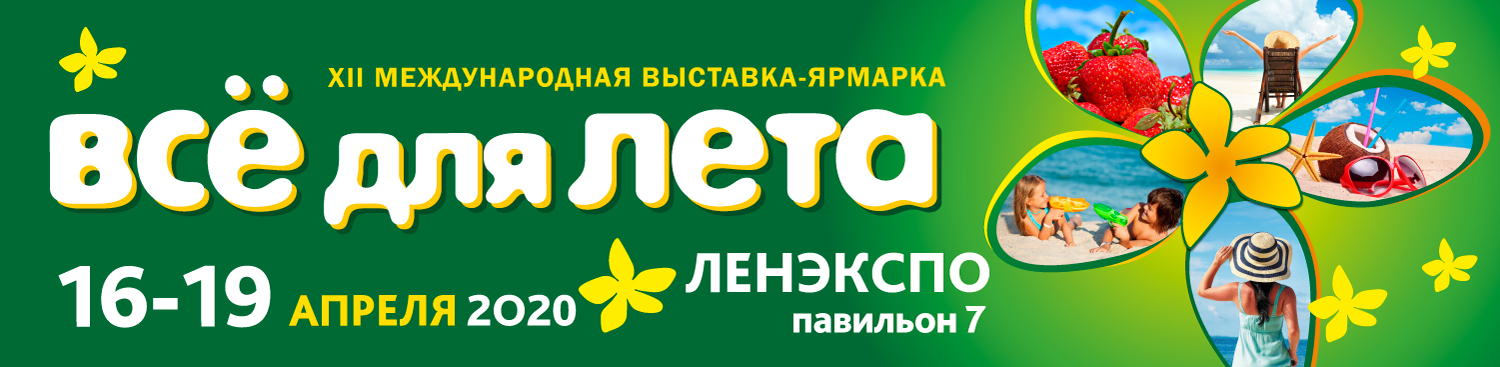 XII МЕЖДУНАРОДНАЯ ВЫСТАВКА-ЯРМАРКА
всё для лета
16-19 АПРЕЛЯ 2020
ЛЕНЭКСПО
павильон 7